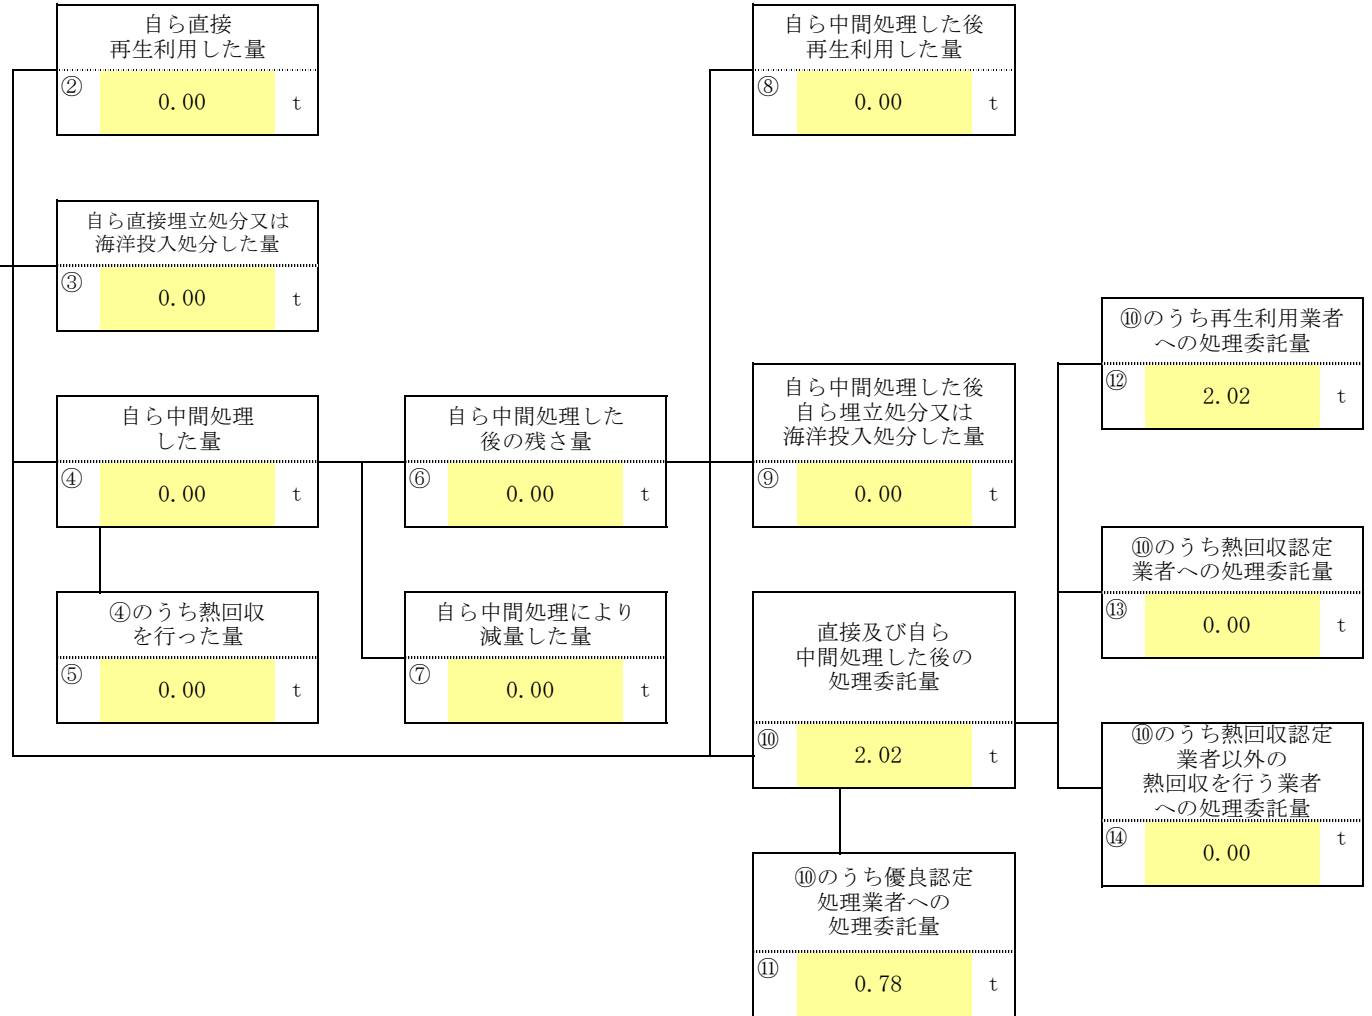 自ら直接
再生利用した量
②
0.00
t
自ら中間処理した後
再生利用した量
⑧
0.00
t
自ら直接埋立処分又は
海洋投入処分した量
③
0.00
t
⑩のうち再生利用業者
への処理委託量
⑫
2.02
t
自ら中間処理
した量
④
0.00
t
自ら中間処理した
後の残さ量
⑥
0.00
t
自ら中間処理した後
自ら埋立処分又は
海洋投入処分した量
⑨
0.00
t
⑩のうち熱回収認定
業者への処理委託量
⑬
0.00
t
④のうち熱回収
を行った量
⑤
0.00
t
自ら中間処理により
減量した量
⑦
0.00
t
直接及び自ら
中間処理した後の
処理委託量
⑩
2.02
t
⑩のうち熱回収認定
業者以外の
熱回収を行う業者
への処理委託量
⑭
0.00
t
⑩のうち優良認定
処理業者への
処理委託量
⑪
0.78
t